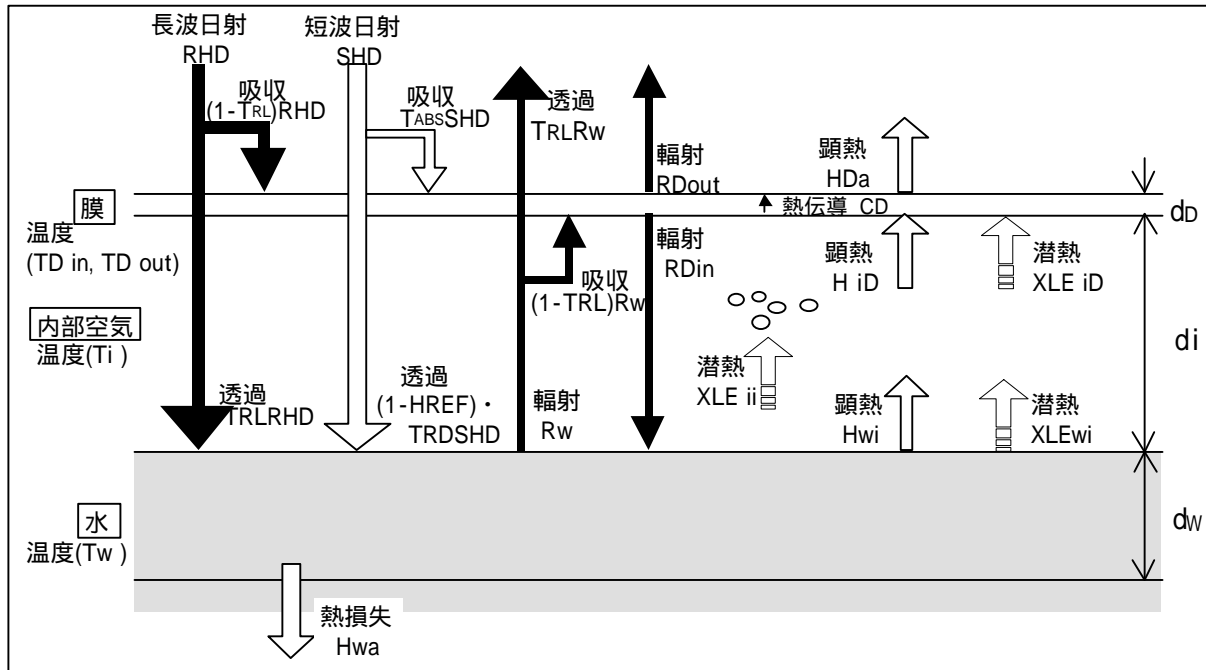 長波日射
RHD
短波日射
SHD
吸収
(1-TRL)RHD
吸収
TABSSHD
透過
TRLRw
輻射
RDout
顕熱
HDa
膜
温度
(TD in, TD out)
熱伝導 CD
dD
吸収
(1-TRL)Rw
輻射
RDin
顕熱
H iD
潜熱
XLE iD
内部空気
温度(Ti )
di
透過
TRLRHD
透過
(1-HREF)・
TRDSHD
輻射
Rw
潜熱
XLE ii
顕熱
Hwi
潜熱
XLEwi
水
温度(Tw )
dW
熱損失
Hwa